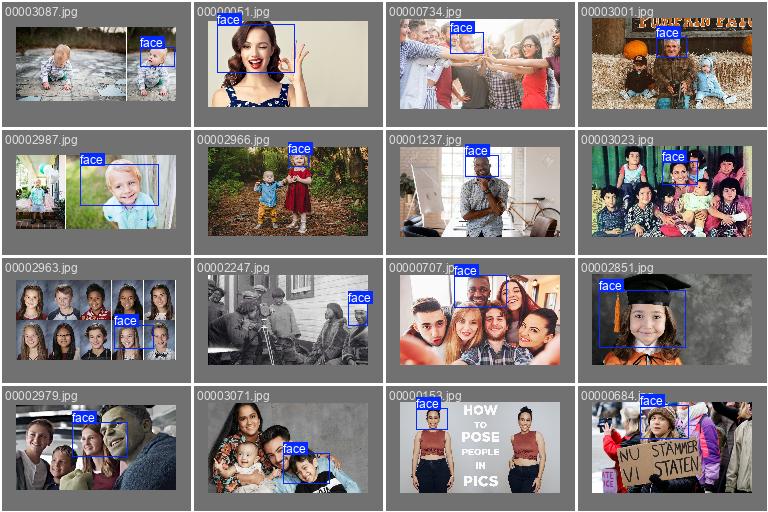 00003087.jpg
face
00000051.jpg
face
00000734.jpg
face
00003001.jpg
PUMPKIN PATC
face
00002987.jpg
face
00002966.jpg
face
00001237.jpg
face
00003023.jpg
face
00002963.jpg
face
00002247.jpg
face
00000707.jpg
face
00002851.jpg
face
00002979.jpg
face
00003071.jpg
face
00000153.jpg
face
HOW
TO
POSE
PEOPLE
IN
PICS
00000684.jpg
face
NU STÄMMER
VI STATEN